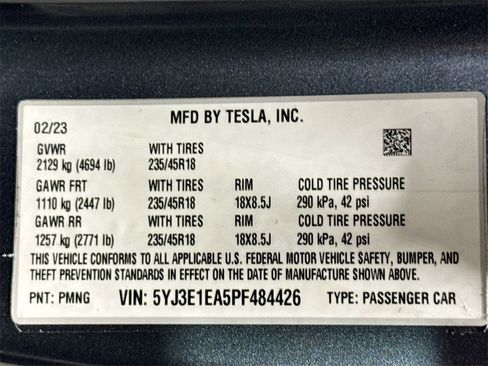 MFD BY TESLA, INC.
02/23
GVWR WITH TIRES
2129 kg (4694 lb) 235/45R18
GAWR FRT WITH TIRES RIM COLD TIRE PRESSURE
1110 kg (2447 lb) 235/45R18 18X8.5J 290 kPa, 42 psi
GAWR RR WITH TIRES RIM COLD TIRE PRESSURE
1257 kg (2771 lb) 235/45R18 18X8.5J 290 kPa, 42 psi
THIS VEHICLE CONFORMS TO ALL APPLICABLE U.S. FEDERAL MOTOR VEHICLE SAFETY, BUMPER, AND
THEFT PREVENTION STANDARDS IN EFFECT ON THE DATE OF MANUFACTURE SHOWN ABOVE.
PNT: PMNG VIN: 5YJ3E1EA5PF484426 TYPE: PASSENGER CAR